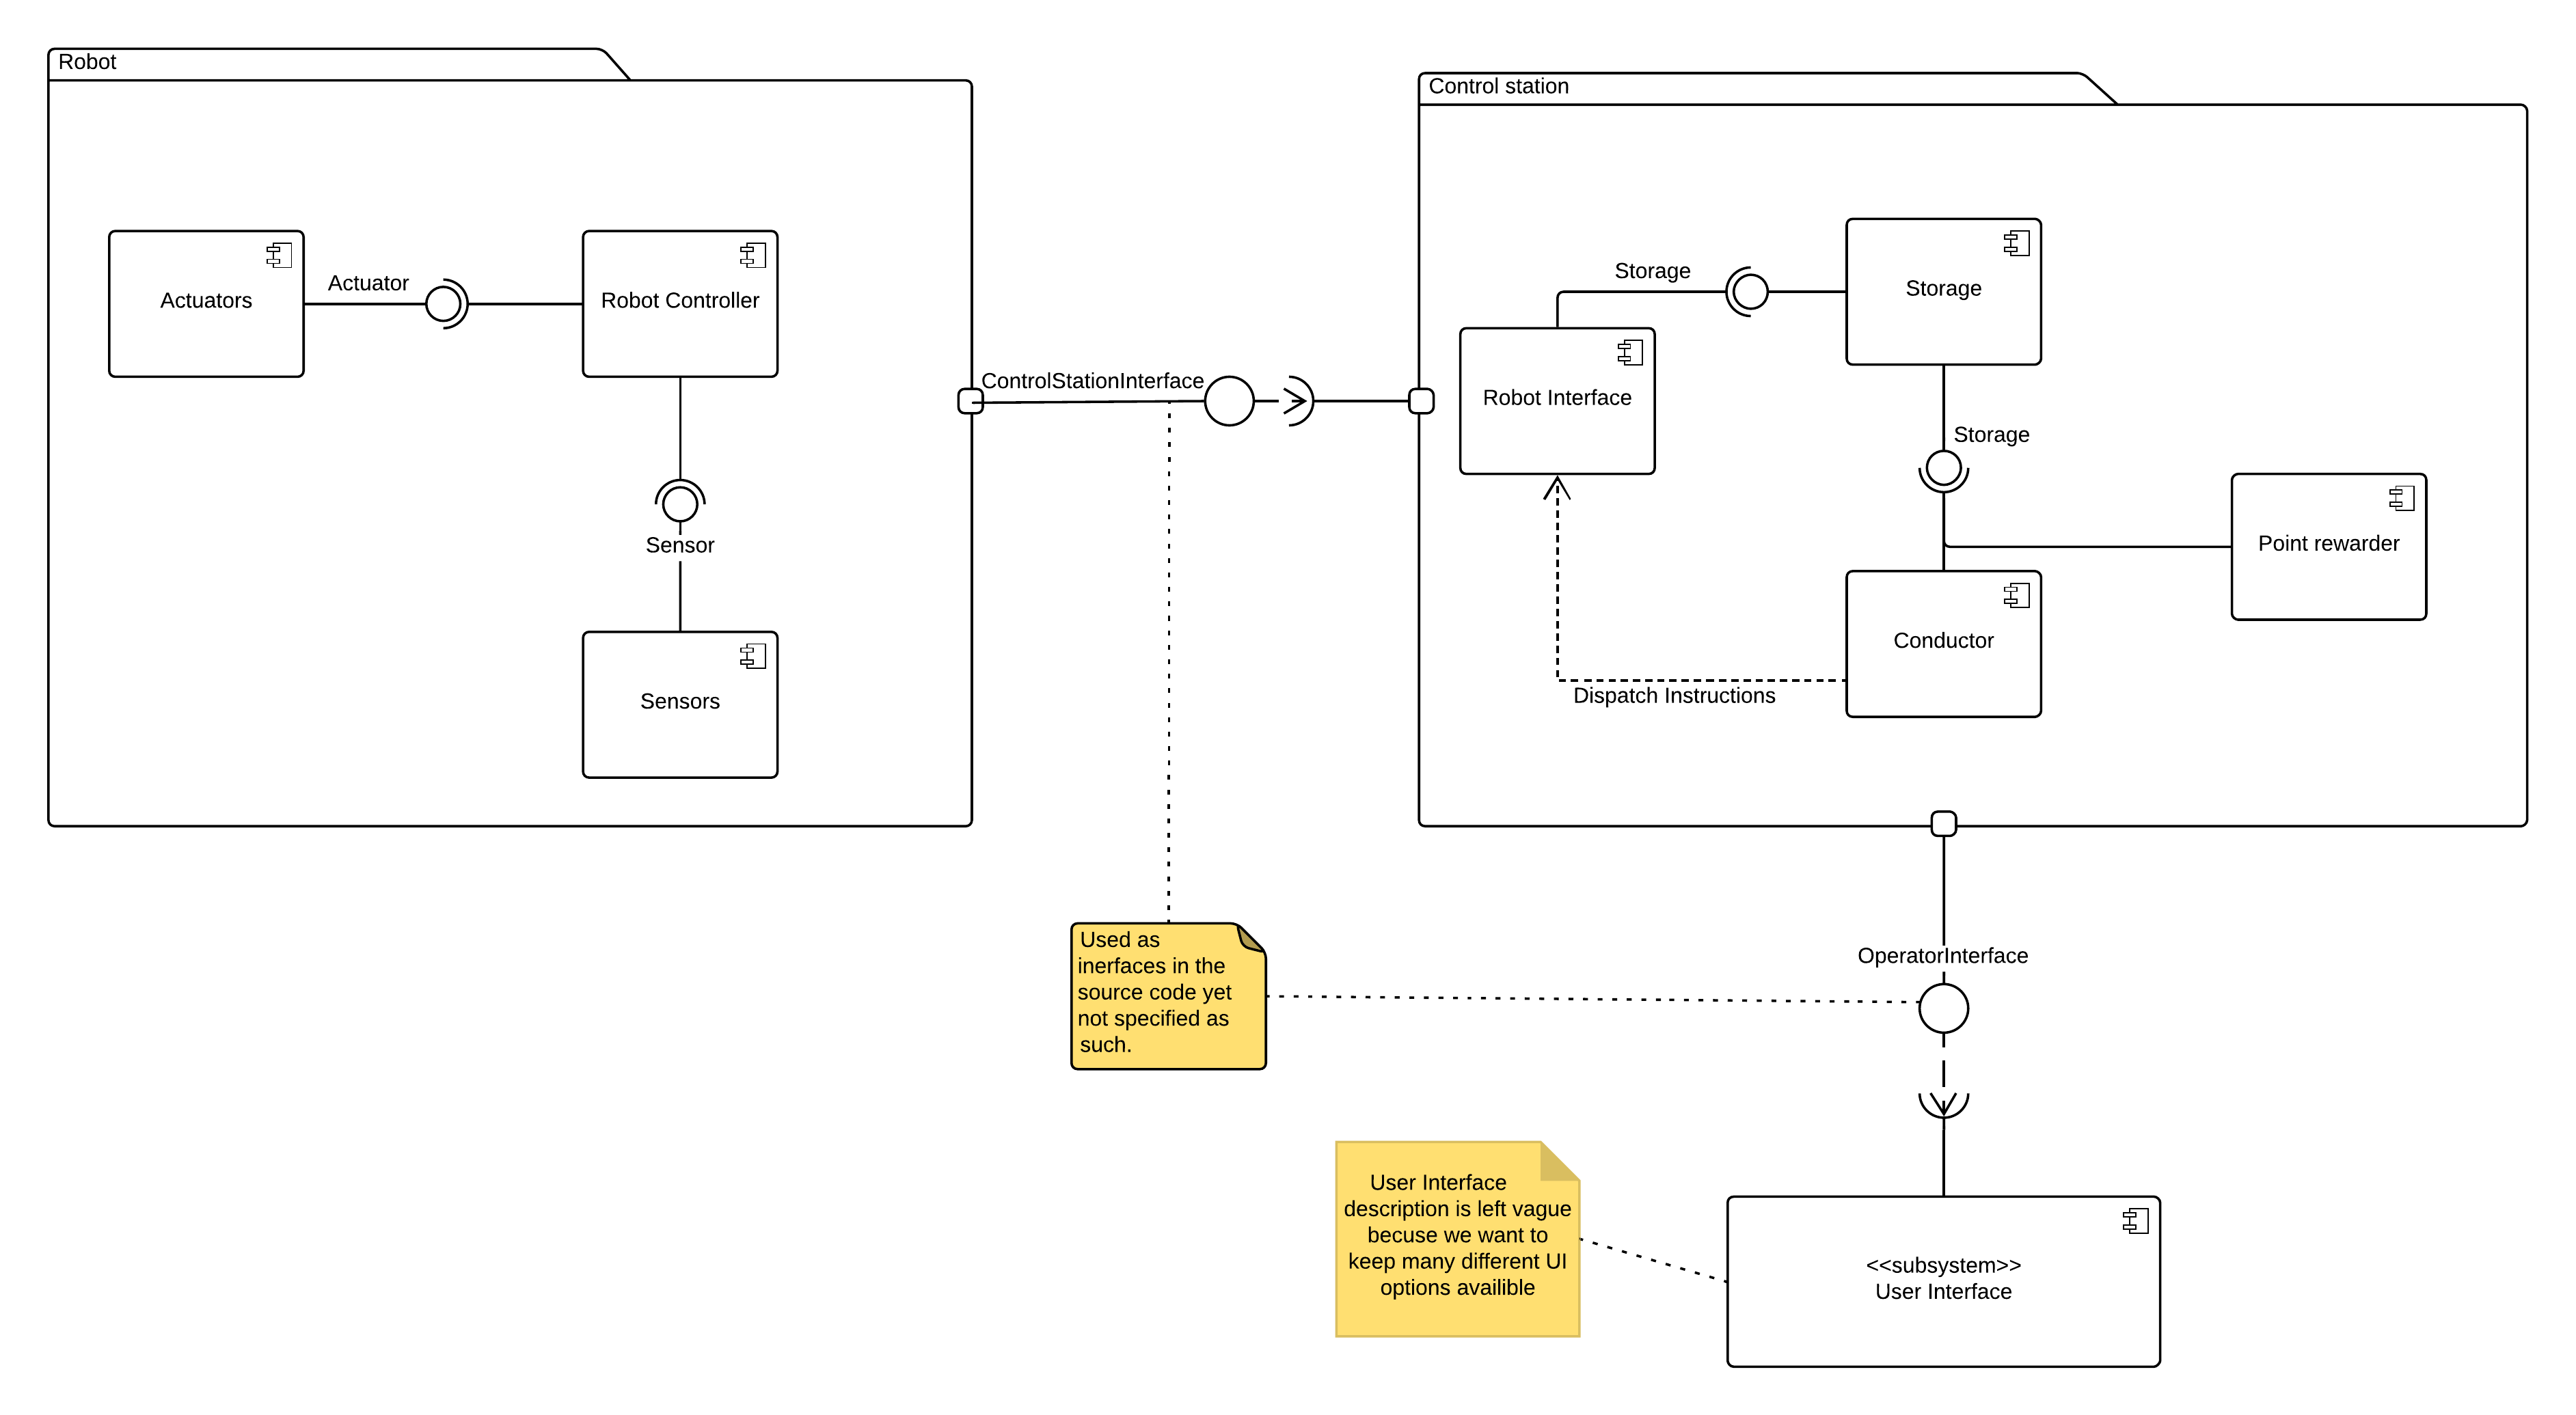 Robot
Control station
Actuators
Actuator
Robot Controller
Sensor
Sensors
ControlStationInterface
Storage
Storage
Robot Interface
Storage
Point rewarder
Conductor
Dispatch Instructions
Used as
inerfaces in the
source code yet
not specified as
such.
OperatorInterface
User Interface
description is left vague
becuse we want to
keep many different UI
options availible
<<subsystem>>
User Interface